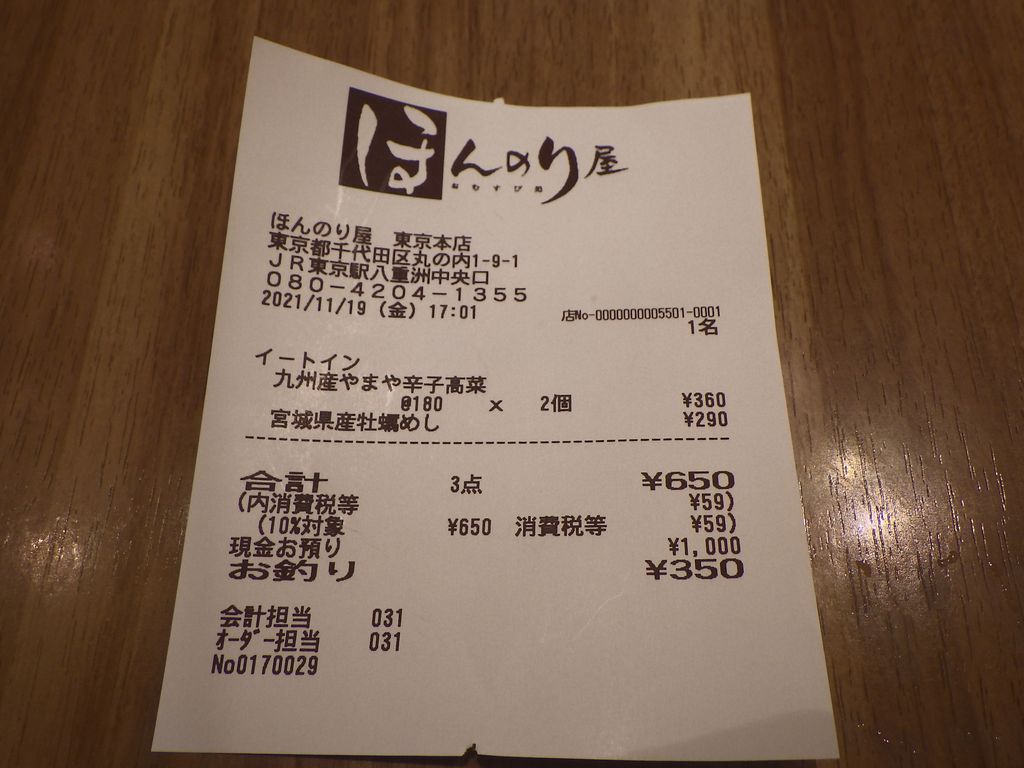 ほんのり屋
おむすび処
ほんのり屋 東京本店
東京都千代田区丸の内1-9-1
JR東京駅八重洲中央口
080-4204-1355
2021/11/19 (金) 17:01
店No-0000000005501-0001
1名
イートイン
九州産やまや辛子高菜
@180 x 2個 ¥360
宮城県産牡蠣めし ¥290
合計 3点 ¥650
(内消費税等 ¥59)
(10%対象 ¥650 消費税等 ¥59)
現金お預り ¥1,000
お釣り ¥350
会計担当 031
オーダー担当 031
No0170029